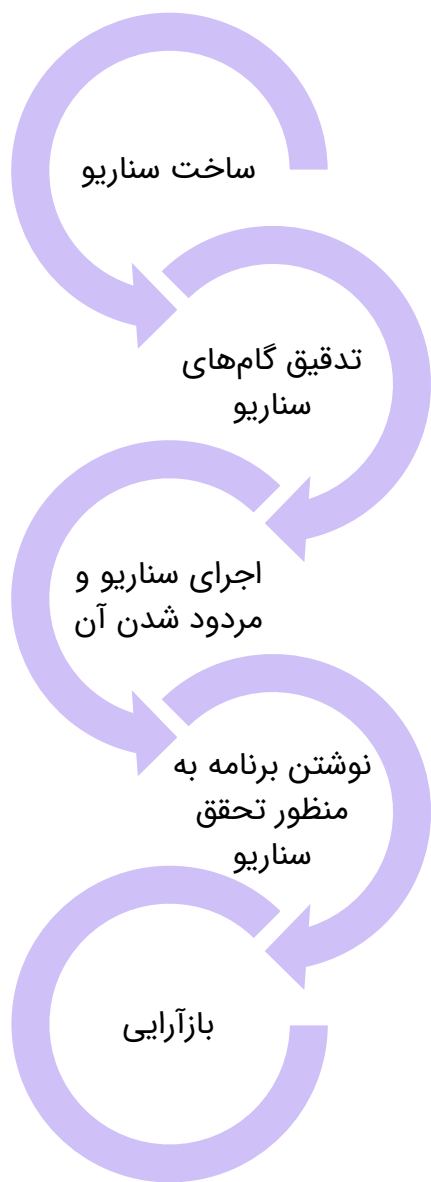 ساخت سناریو
تدقیق گام‌های
سناریو
اجرای سناریو و
مردود شدن آن
نوشتن برنامه به
منظور تحقق
سناریو
بازآرایی